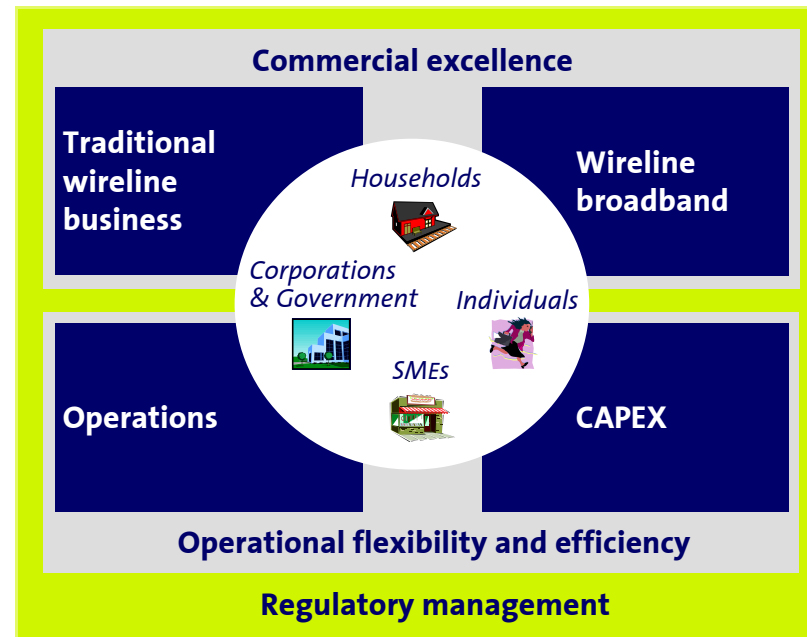 Commercial excellence
Traditional
wireline
business
Wireline
broadband
Households
Corporations
& Government
Individuals
SMEs
Operations
CAPEX
Operational flexibility and efficiency
Regulatory management